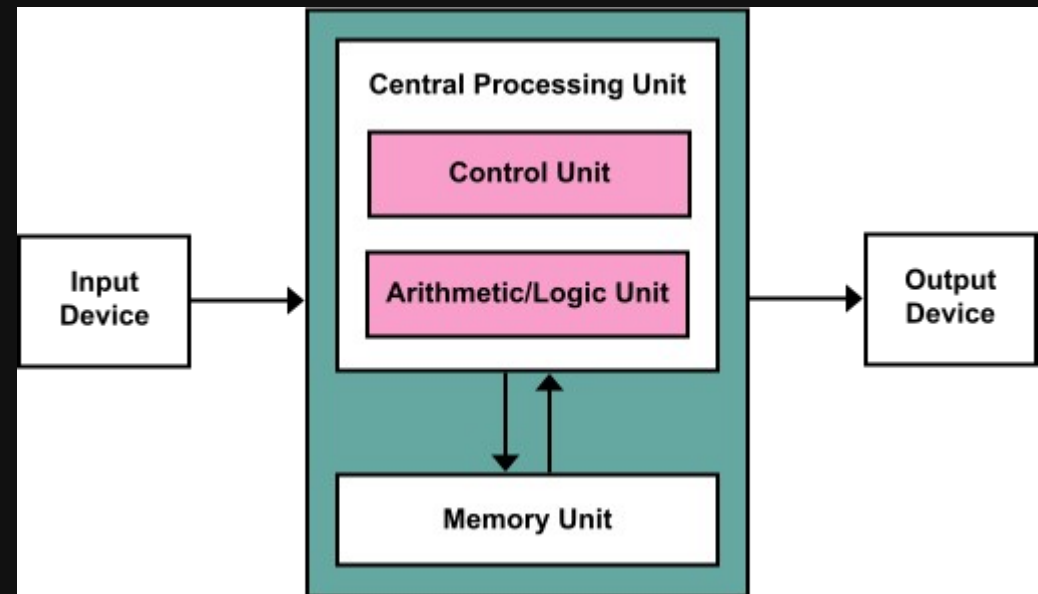 Central Processing Unit
Control Unit
Arithmetic/Logic Unit
Input
Device
Output
Device
Memory Unit